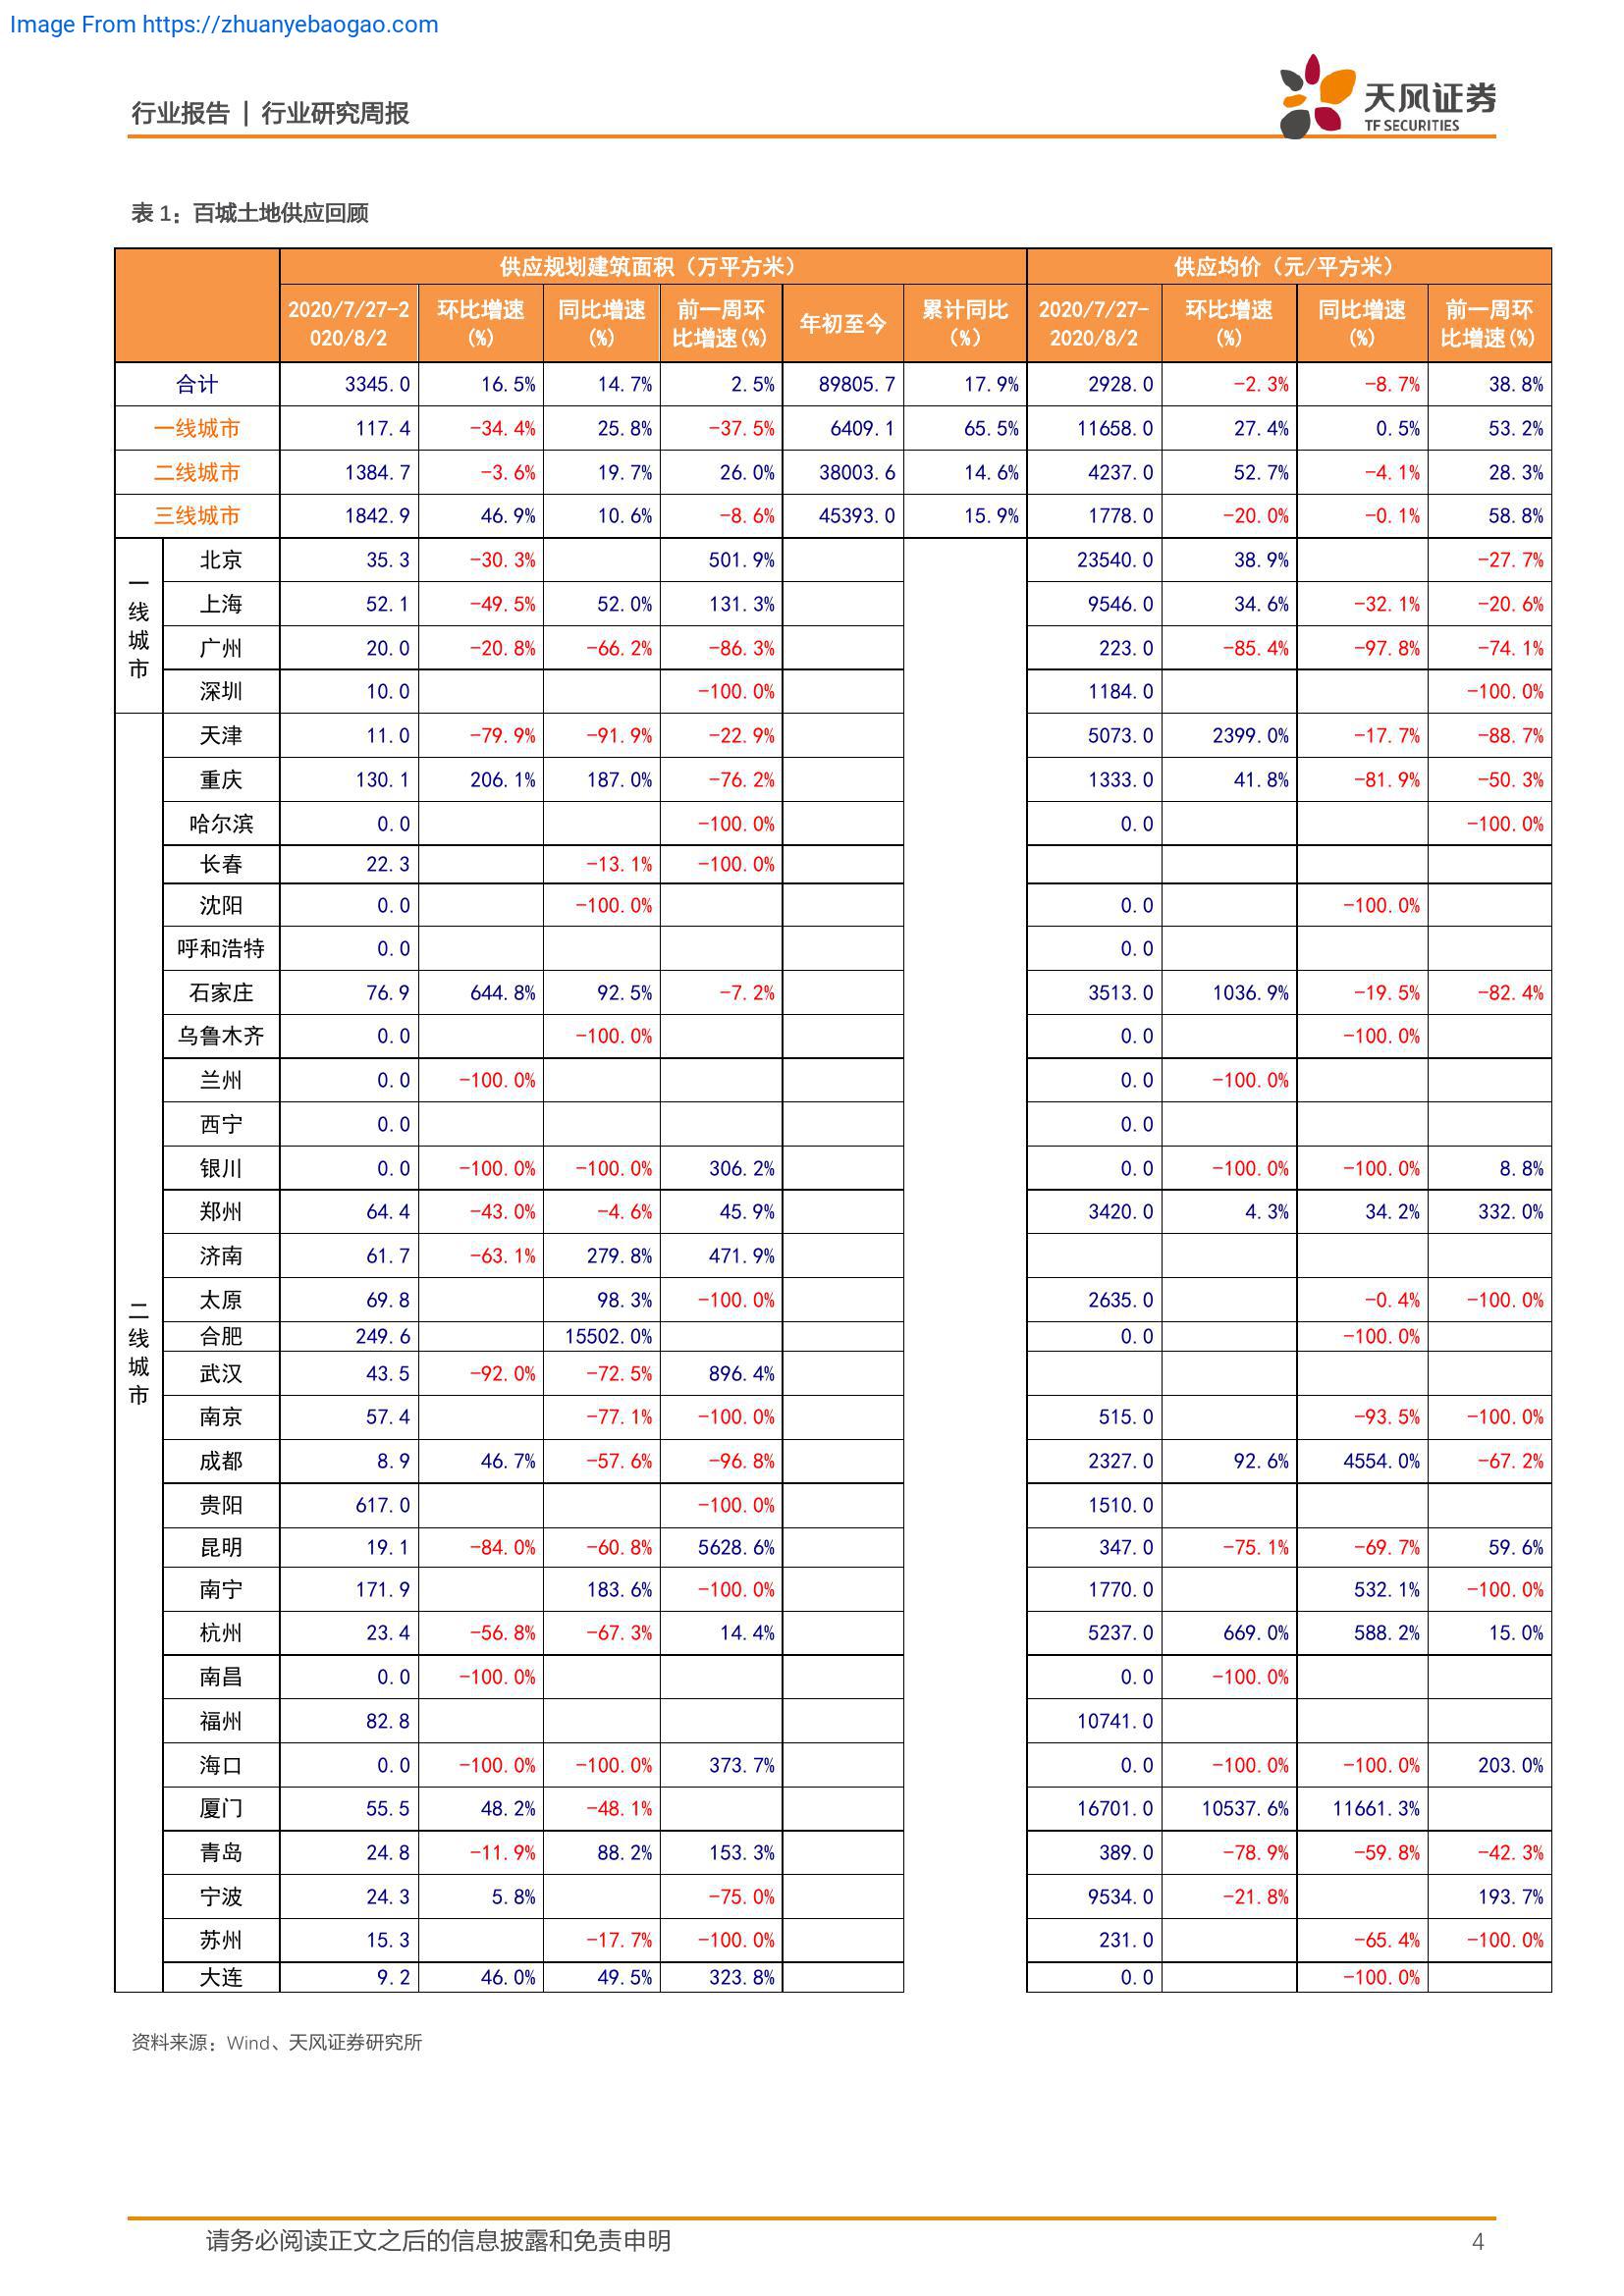 Image From https://zhuanyebaogao.com
行业报告 | 行业研究周报
天风证券
TF SECURITIES
表 1：百城土地供应回顾
供应规划建筑面积（万平方米） 供应均价（元/平方米）
2020/7/27-2020/8/2 环比增速(%) 同比增速(%) 前一周环比增速(%) 年初至今 累计同比(%) 2020/7/27-2020/8/2 环比增速(%) 同比增速(%) 前一周环比增速(%)
合计 3345.0 16.5% 14.7% 2.5% 89805.7 17.9% 2928.0 -2.3% -8.7% 38.8%
一线城市 117.4 -34.4% 25.8% -37.5% 6409.1 65.5% 11658.0 27.4% 0.5% 53.2%
二线城市 1384.7 -3.6% 19.7% 26.0% 38003.6 14.6% 4237.0 52.7% -4.1% 28.3%
三线城市 1842.9 46.9% 10.6% -8.6% 45393.0 15.9% 1778.0 -20.0% -0.1% 58.8%
一线城市
北京 35.3 -30.3% 501.9% 23540.0 38.9% -27.7%
上海 52.1 -49.5% 52.0% 131.3% 9546.0 34.6% -32.1% -20.6%
广州 20.0 -20.8% -66.2% -86.3% 223.0 -85.4% -97.8% -74.1%
深圳 10.0 -100.0% 1184.0 -100.0%
二线城市
天津 11.0 -79.9% -91.9% -22.9% 5073.0 2399.0% -17.7% -88.7%
重庆 130.1 206.1% 187.0% -76.2% 1333.0 41.8% -81.9% -50.3%
哈尔滨 0.0 -100.0% 0.0 -100.0%
长春 22.3 -13.1% -100.0%
沈阳 0.0 -100.0% 0.0 -100.0%
呼和浩特 0.0 0.0
石家庄 76.9 644.8% 92.5% -7.2% 3513.0 1036.9% -19.5% -82.4%
乌鲁木齐 0.0 -100.0% 0.0 -100.0%
兰州 0.0 -100.0% 0.0 -100.0%
西宁 0.0 0.0
银川 0.0 -100.0% -100.0% 306.2% 0.0 -100.0% -100.0% 8.8%
郑州 64.4 -43.0% -4.6% 45.9% 3420.0 4.3% 34.2% 332.0%
济南 61.7 -63.1% 279.8% 471.9%
太原 69.8 98.3% -100.0% 2635.0 -0.4% -100.0%
合肥 249.6 15502.0% 0.0 -100.0%
武汉 43.5 -92.0% -72.5% 896.4%
南京 57.4 -77.1% -100.0% 515.0 -93.5% -100.0%
成都 8.9 46.7% -57.6% -96.8% 2327.0 92.6% 4554.0% -67.2%
贵阳 617.0 -100.0% 1510.0
昆明 19.1 -84.0% -60.8% 5628.6% 347.0 -75.1% -69.7% 59.6%
南宁 171.9 183.6% -100.0% 1770.0 532.1% -100.0%
杭州 23.4 -56.8% -67.3% 14.4% 5237.0 669.0% 588.2% 15.0%
南昌 0.0 -100.0% 0.0 -100.0%
福州 82.8 10741.0
海口 0.0 -100.0% -100.0% 373.7% 0.0 -100.0% -100.0% 203.0%
厦门 55.5 48.2% -48.1% 16701.0 10537.6% 11661.3%
青岛 24.8 -11.9% 88.2% 153.3% 389.0 -78.9% -59.8% -42.3%
宁波 24.3 5.8% -75.0% 9534.0 -21.8% 193.7%
苏州 15.3 -17.7% -100.0% 231.0 -65.4% -100.0%
大连 9.2 46.0% 49.5% 323.8% 0.0 -100.0%
资料来源：Wind、天风证券研究所
请务必阅读正文之后的信息披露和免责申明 4